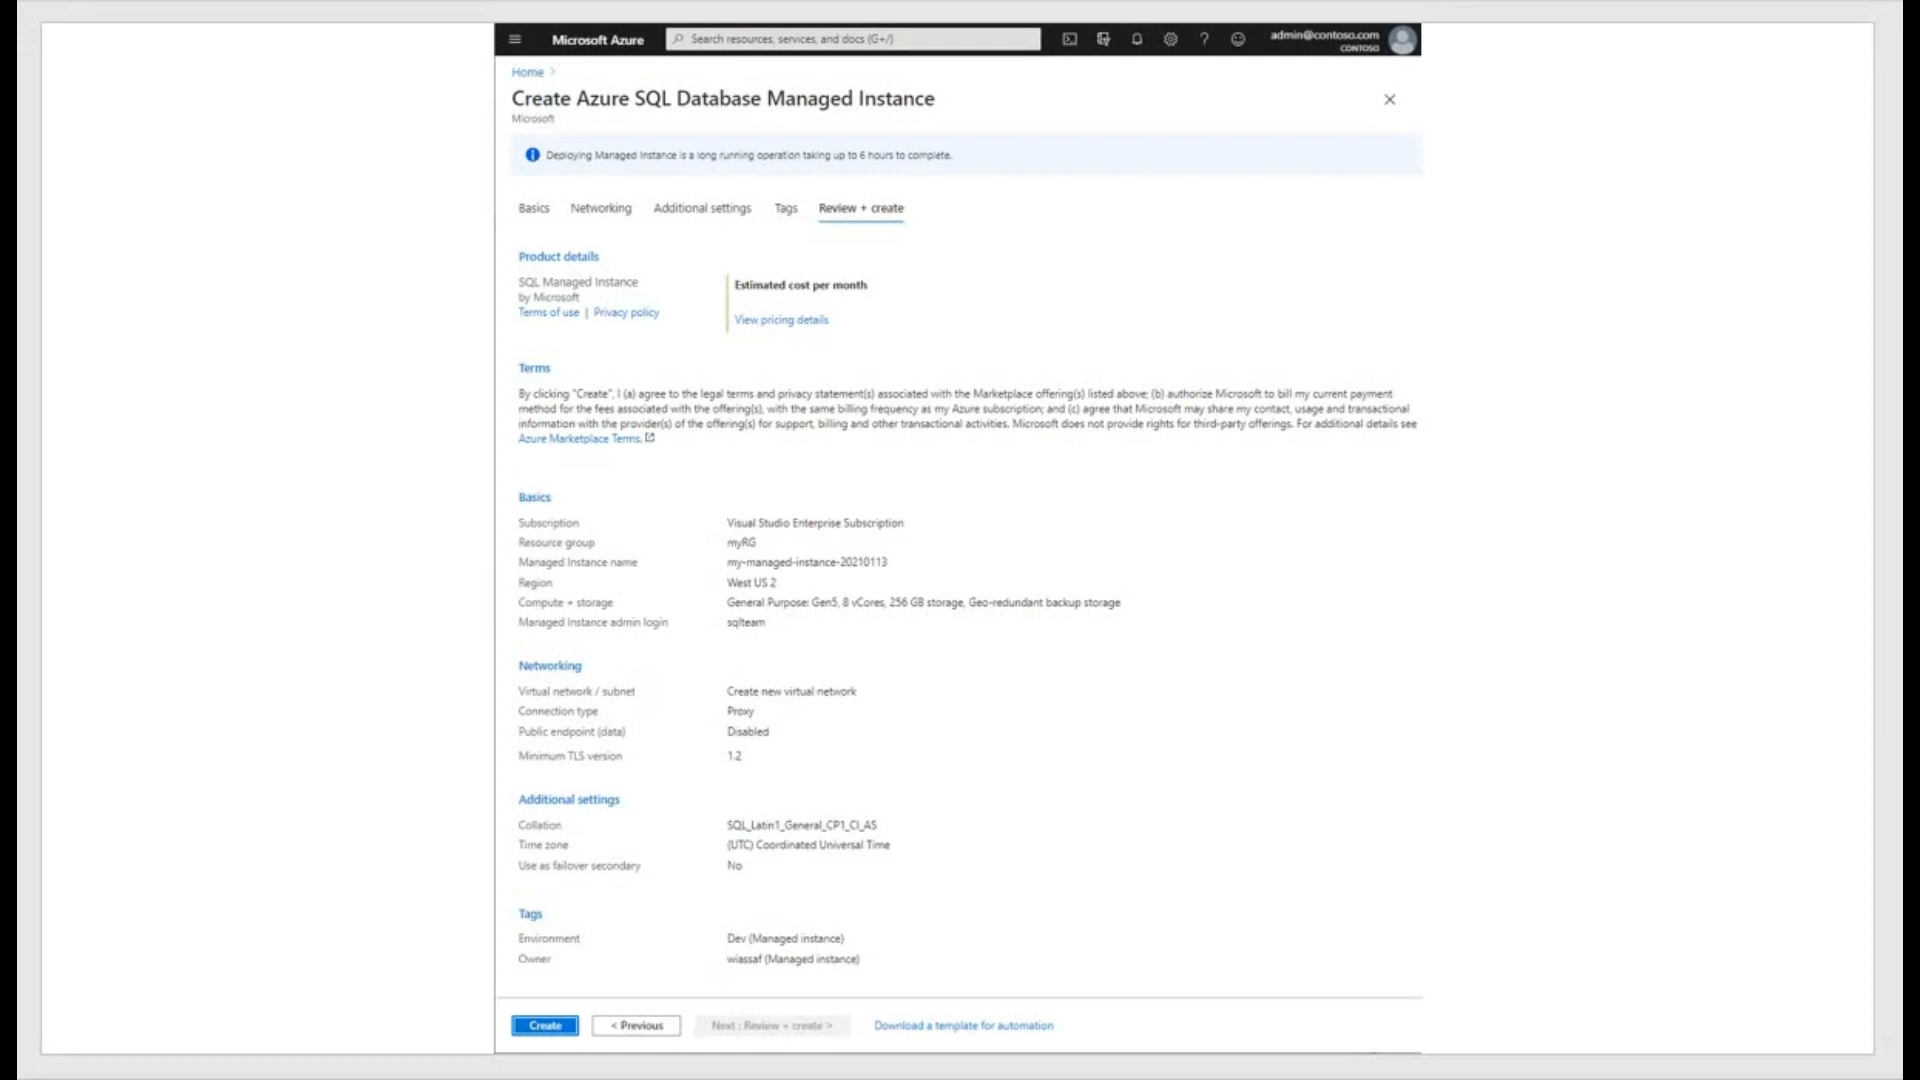 Microsoft Azure
Search resources, services, and docs (G+/)
admin@contoso.com
CONTOSO
Home >
Create Azure SQL Database Managed Instance
Microsoft
Deploying Managed Instance is a long running operation taking up to 6 hours to complete.
Basics Networking Additional settings Tags Review + create
Product details
SQL Managed Instance
by Microsoft
Terms of use | Privacy policy
Estimated cost per month
View pricing details
Terms
By clicking "Create", I (a) agree to the legal terms and privacy statement(s) associated with the Marketplace offering(s) listed above; (b) authorize Microsoft to bill my current payment
method for the fees associated with the offering(s), with the same billing frequency as my Azure subscription; and (c) agree that Microsoft may share my contact, usage and transactional
information with the provider(s) of the offering(s) for support, billing and other transactional activities. Microsoft does not provide rights for third-party offerings. For additional details see
Azure Marketplace Terms.
Basics
Subscription Visual Studio Enterprise Subscription
Resource group myRG
Managed Instance name my-managed-instance-20210113
Region West US 2
Compute + storage General Purpose: Gen5, 8 vCores, 256 GB storage, Geo-redundant backup storage
Managed Instance admin login sqlteam
Networking
Virtual network / subnet Create new virtual network
Connection type Proxy
Public endpoint (data) Disabled
Minimum TLS version 1.2
Additional settings
Collation SQL_Latin1_General_CP1_CI_AS
Time zone (UTC) Coordinated Universal Time
Use as failover secondary No
Tags
Environment Dev (Managed instance)
Owner wiassaf (Managed instance)
Create < Previous Next : Review + create > Download a template for automation